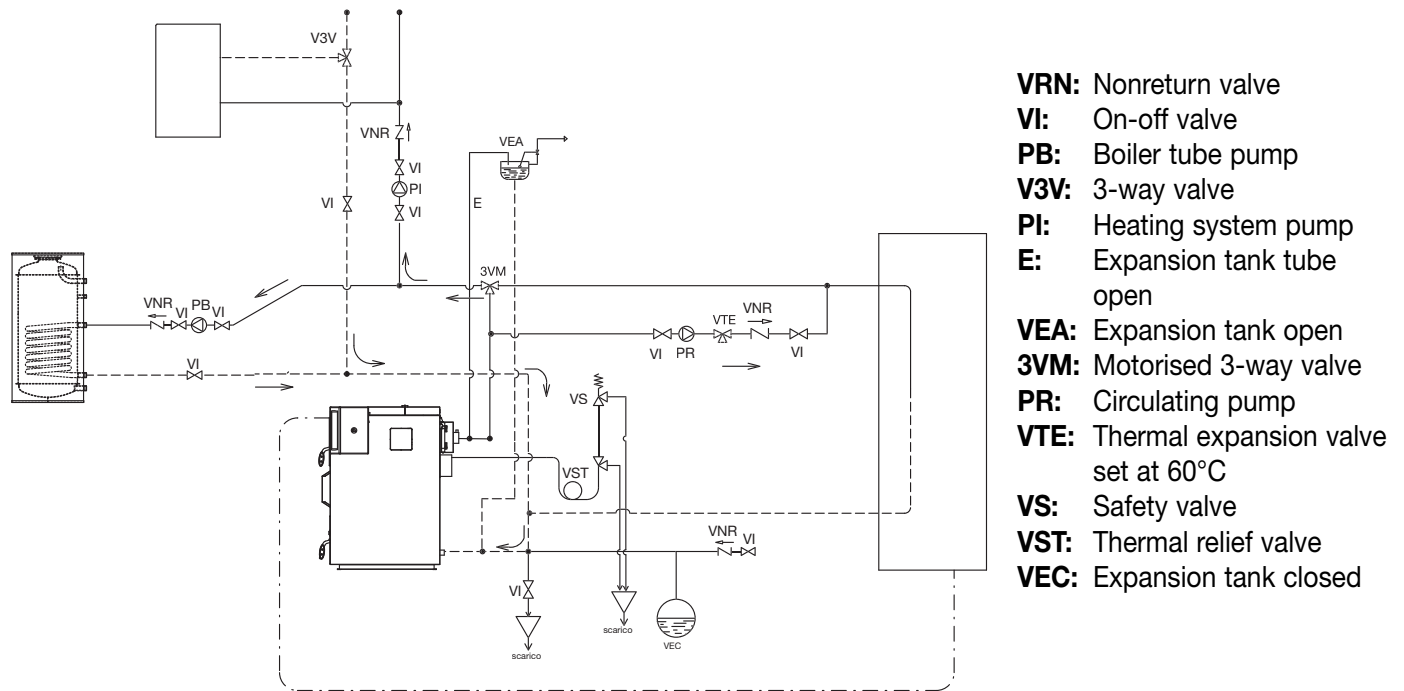 V3V
VNR
VI
PI
VI
VI
VEA
E
3VM
VNR
VI
PB
VI
VI
VI
PR
VTE
VNR
VI
VS
VST
VNR
VI
VI
scarico
scarico
VEC
VRN: Nonreturn valve
VI: On-off valve
PB: Boiler tube pump
V3V: 3-way valve
PI: Heating system pump
E: Expansion tank tube
open
VEA: Expansion tank open
3VM: Motorised 3-way valve
PR: Circulating pump
VTE: Thermal expansion valve
set at 60°C
VS: Safety valve
VST: Thermal relief valve
VEC: Expansion tank closed